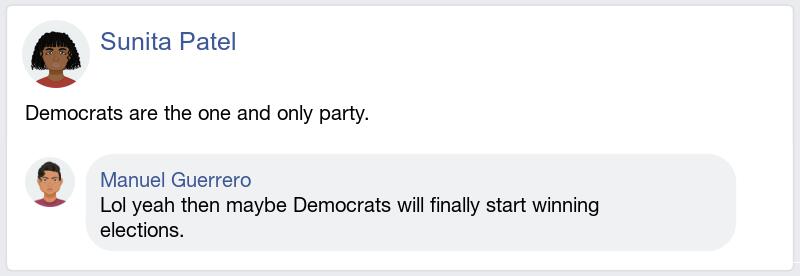 Sunita Patel
Democrats are the one and only party.
Manuel Guerrero
Lol yeah then maybe Democrats will finally start winning
elections.